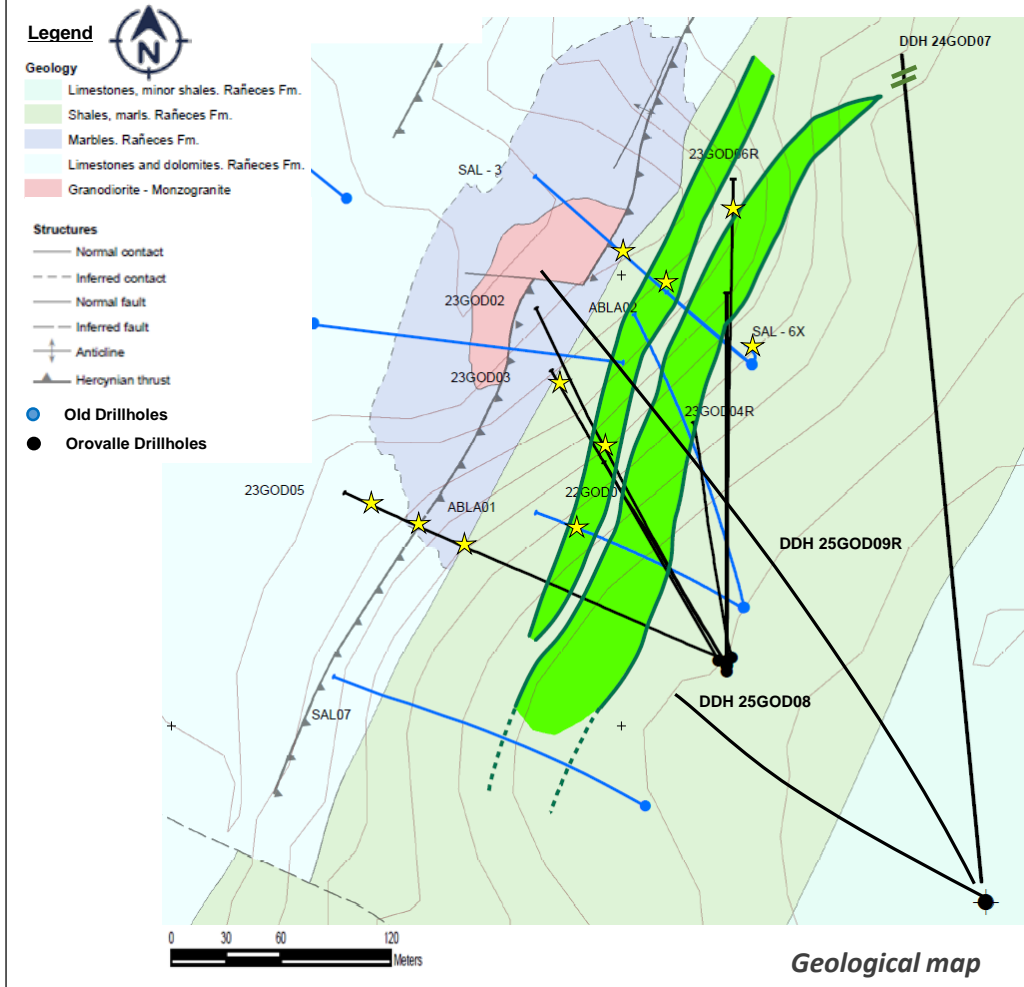 Legend
N
Geology
Limestones, minor shales. Rañeces Fm.
Shales, marls. Rañeces Fm.
Marbles. Rañeces Fm.
Limestones and dolomites. Rañeces Fm.
Granodiorite - Monzogranite
Structures
Normal contact
Inferred contact
Normal fault
Inferred fault
Anticline
Hercynian thrust
Old Drillholes
Orovalle Drillholes
DDH 24GOD07
23GOD06R
SAL - 3
23GOD02
ABLA02
SAL - 6X
23GOD03
23GOD04R
23GOD05
22GOD0
ABLA01
DDH 25GOD09R
DDH 25GOD08
SAL07
0 30 60 120
Meters
Geological map